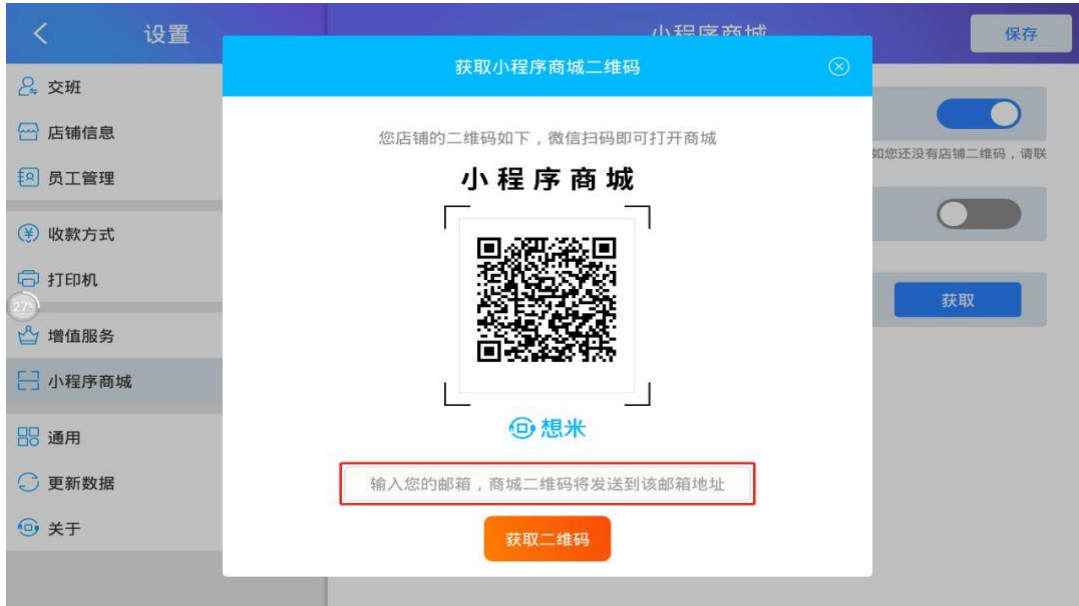 设置
小程序商城
保存
交班
店铺信息
员工管理
收款方式
打印机
27%
增值服务
小程序商城
通用
更新数据
关于
获取小程序商城二维码
您店铺的二维码如下，微信扫码即可打开商城
小程序商城
想米
输入您的邮箱，商城二维码将发送到该邮箱地址
获取二维码
如您还没有店铺二维码，请联
获取